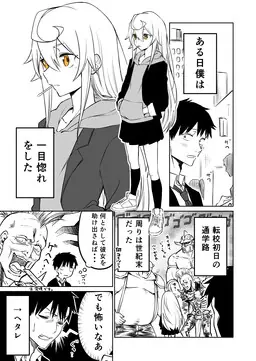 ある日僕は
一目惚れ
をした
転校初日の
通学路
周りは世紀末
だった
何とかして彼女を
助け出さねば・・・
でも怖いなあ
→ヘタレ